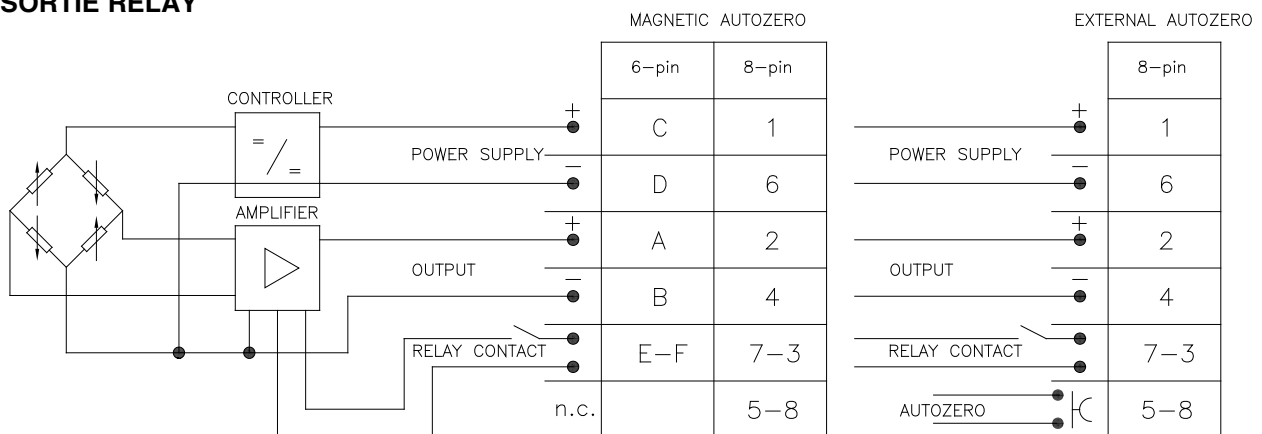 SORTIE RELAY
MAGNETIC AUTOZERO
EXTERNAL AUTOZERO
6-pin 8-pin
8-pin
CONTROLLER
= / =
+ C 1
+ 1
POWER SUPPLY
POWER SUPPLY
- D 6
- 6
AMPLIFIER
+ A 2
+ 2
OUTPUT
OUTPUT
- B 4
- 4
RELAY CONTACT E-F 7-3
RELAY CONTACT 7-3
n.c. 5-8
AUTOZERO 5-8